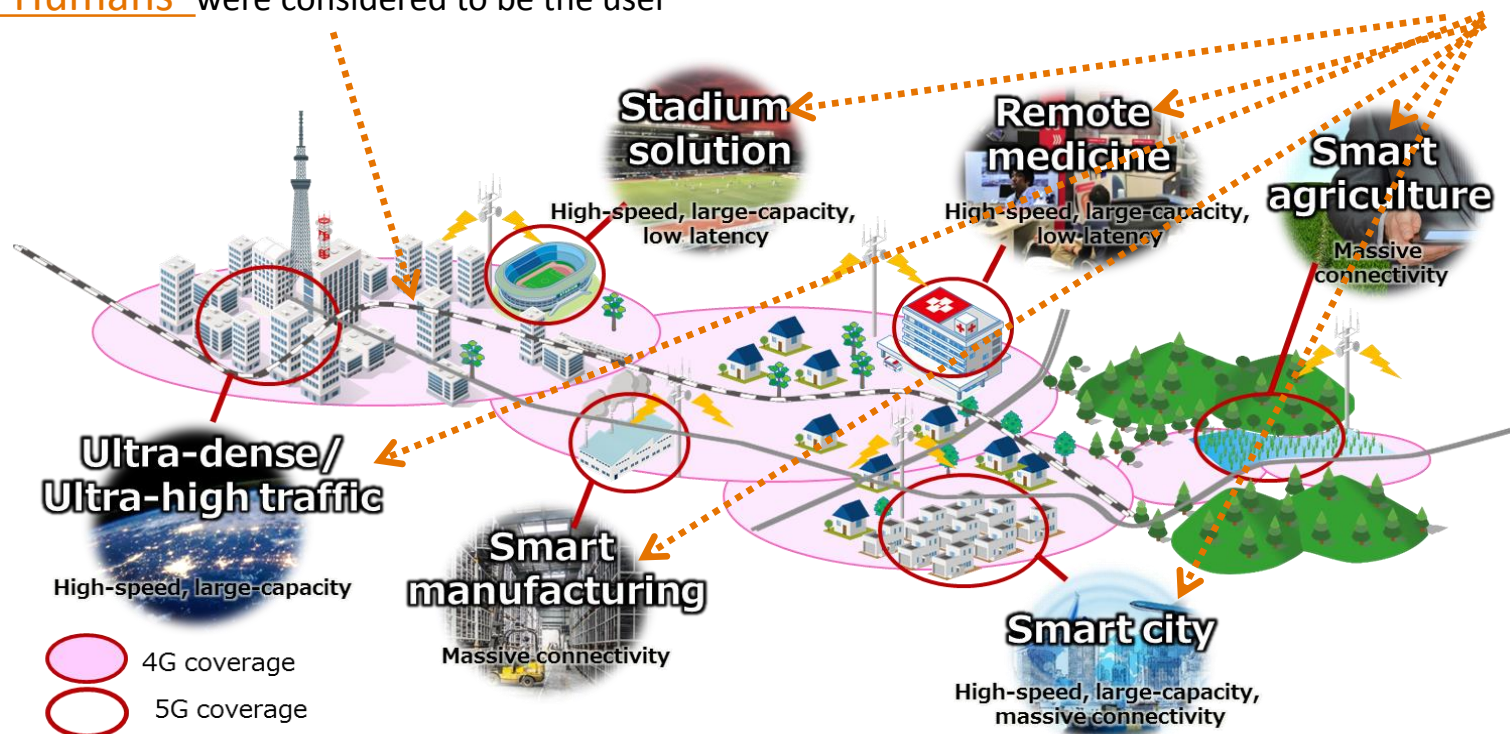 Humans were considered to be the user
Stadium
solution
High-speed, large-capacity,
low latency
Remote
medicine
High-speed, large-capacity,
low latency
Smart
agriculture
Massive
connectivity
Ultra-dense/
Ultra-high traffic
High-speed, large-capacity
Smart
manufacturing
Massive connectivity
Smart city
High-speed, large-capacity,
massive connectivity
4G coverage
5G coverage